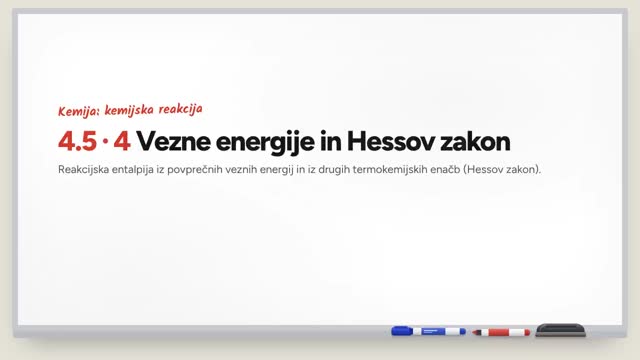 Kemija: kemijska reakcija
4.5 · 4 Vezne energije in Hessov zakon
Reakcijska entalpija iz povprečnih veznih energij in iz drugih termokemijskih enačb (Hessov zakon).